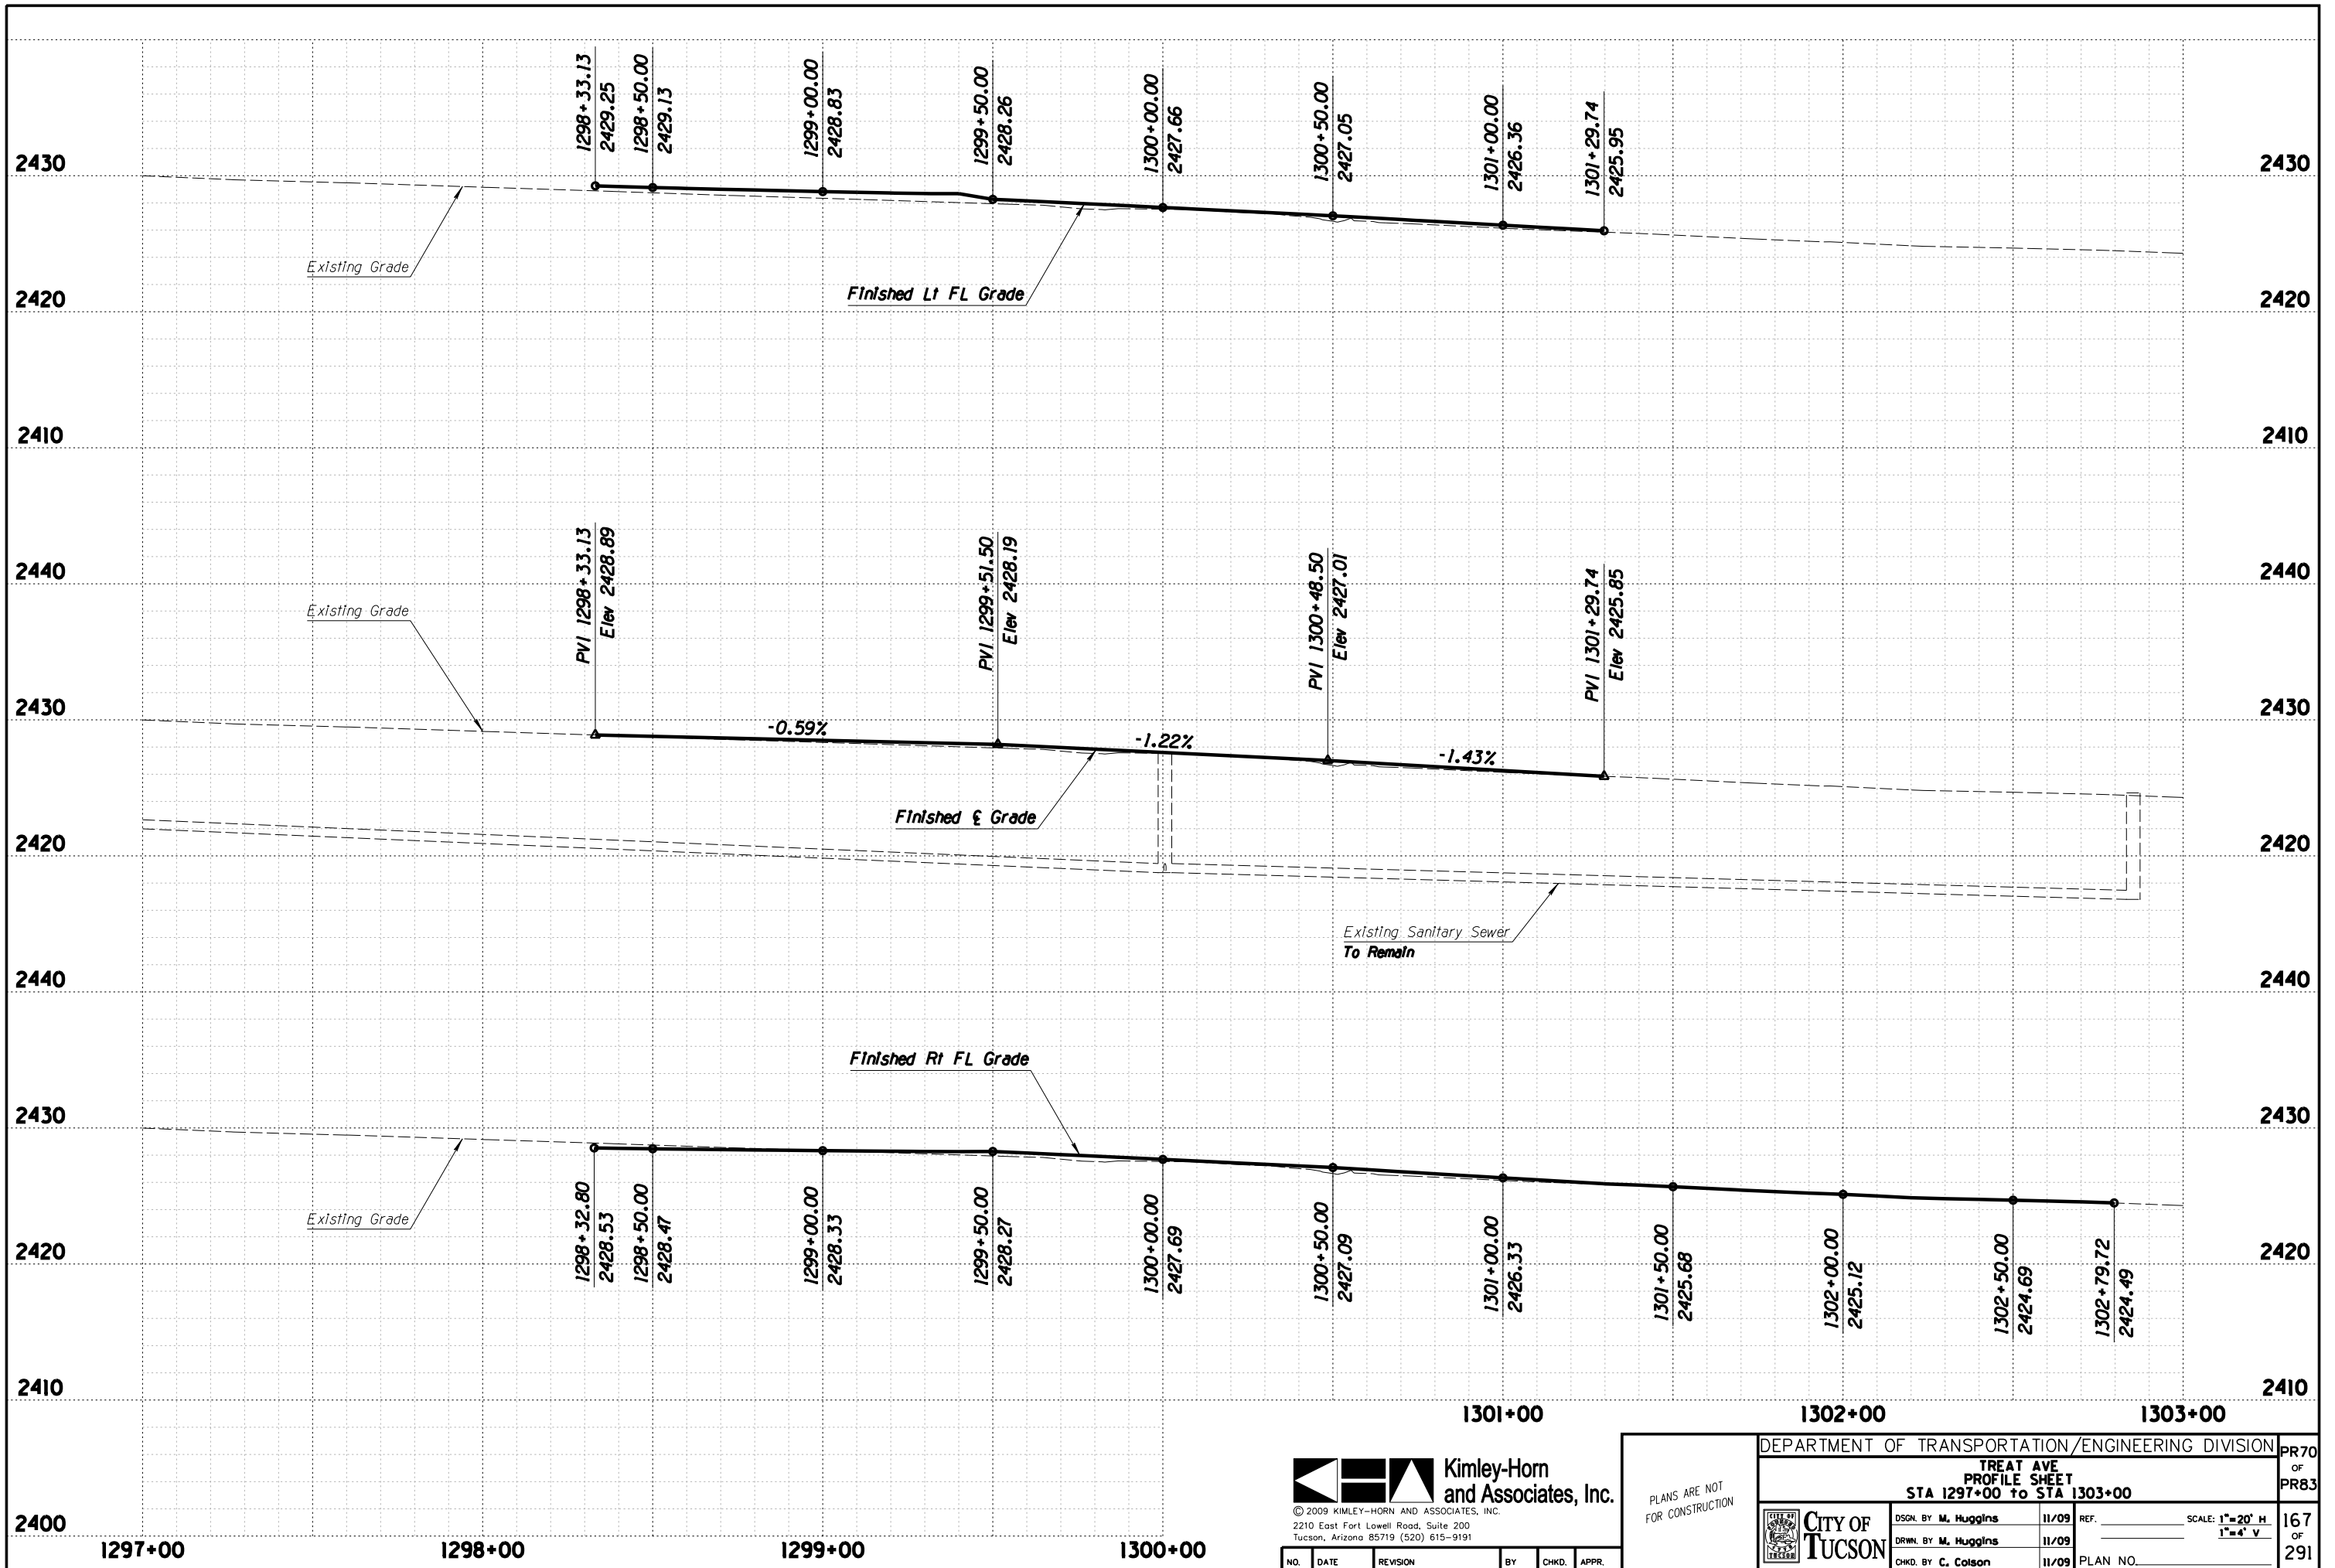 1298+33.13
2429.25
1298+50.00
2429.13
1299+00.00
2428.83
1299+50.00
2428.26
1300+00.00
2427.66
1300+50.00
2427.05
1301+00.00
2426.36
1301+29.74
2425.95
2430 2430
Existing Grade
Finished Lt FL Grade
2420 2420
2410 2410
PVI 1298+33.13
Elev 2428.89
PVI 1299+51.50
Elev 2428.19
PVI 1300+48.50
Elev 2427.01
PVI 1301+29.74
Elev 2425.85
2440 2440
Existing Grade
2430 2430
-0.59%
-1.22%
-1.43%
Finished ℄ Grade
2420 2420
Existing Sanitary Sewer
To Remain
2440 2440
Finished Rt FL Grade
2430 2430
Existing Grade
1298+32.80
2428.53
1298+50.00
2428.47
1299+00.00
2428.33
1299+50.00
2428.27
1300+00.00
2427.69
1300+50.00
2427.09
1301+00.00
2426.33
1301+50.00
2425.68
1302+00.00
2425.12
1302+50.00
2424.69
1302+79.72
2424.49
2420 2420
2410 2410
1301+00 1302+00 1303+00
2400
1297+00 1298+00 1299+00 1300+00
Kimley-Horn
and Associates, Inc.
© 2009 KIMLEY-HORN AND ASSOCIATES, INC.
2210 East Fort Lowell Road, Suite 200
Tucson, Arizona 85719 (520) 615-9191
NO. DATE REVISION BY CHKD. APPR.
PLANS ARE NOT
FOR CONSTRUCTION
DEPARTMENT OF TRANSPORTATION/ENGINEERING DIVISION
TREAT AVE
PROFILE SHEET
STA 1297+00 to STA 1303+00
PR70
OF
PR83
CITY OF
TUCSON
DSGN. BY M. Huggins 11/09
DRWN. BY M. Huggins 11/09
CHKD. BY C. Colson 11/09
REF. SCALE: 1"=20' H
1"=4' V
PLAN NO.
167
OF
291